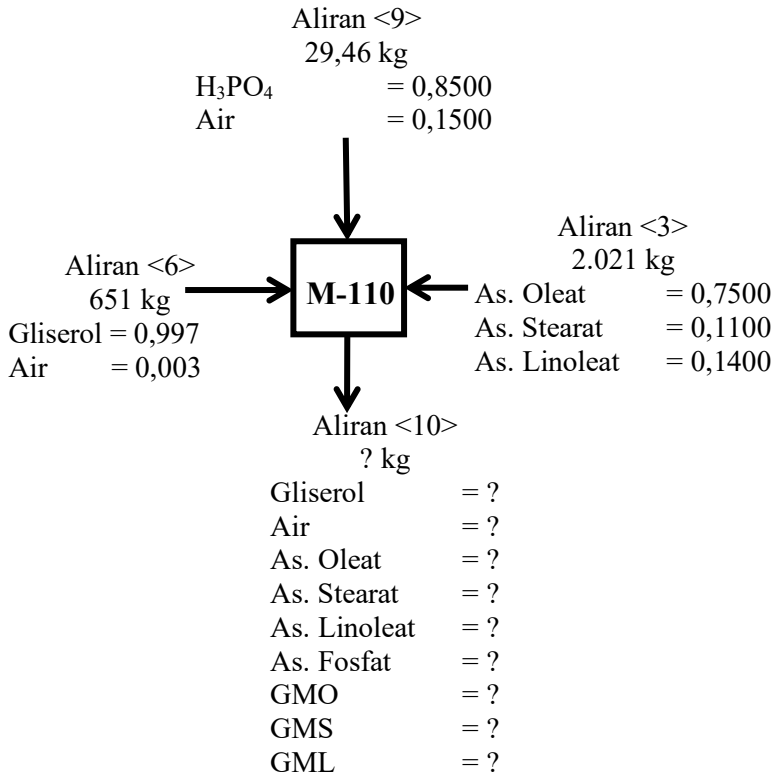 Aliran <9>
29,46 kg
H₃PO₄ = 0,8500
Air = 0,1500
Aliran <6>
651 kg
Gliserol = 0,997
Air = 0,003
M-110
Aliran <3>
2.021 kg
As. Oleat = 0,7500
As. Stearat = 0,1100
As. Linoleat = 0,1400
Aliran <10>
? kg
Gliserol = ?
Air = ?
As. Oleat = ?
As. Stearat = ?
As. Linoleat = ?
As. Fosfat = ?
GMO = ?
GMS = ?
GML = ?